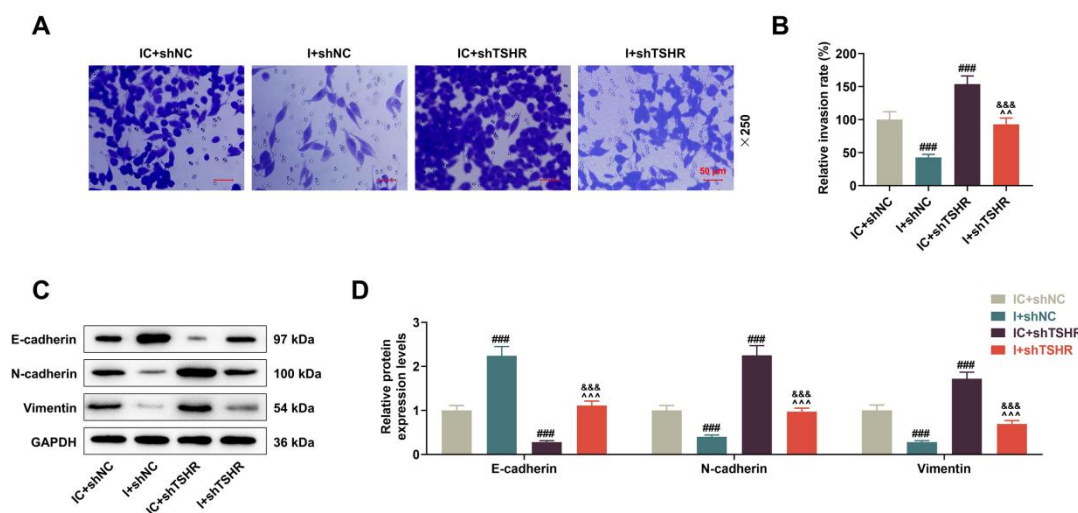 A
IC+shNC
I+shNC
IC+shTSHR
I+shTSHR
50 μm
×250
B
Relative invasion rate (%)
200
150
100
50
0
###
###
&&&
^^
###
IC+shNC
I+shNC
IC+shTSHR
I+shTSHR
C
E-cadherin
97 kDa
N-cadherin
100 kDa
Vimentin
54 kDa
GAPDH
36 kDa
IC+shNC
I+shNC
IC+shTSHR
I+shTSHR
D
IC+shNC
I+shNC
IC+shTSHR
I+shTSHR
Relative protein
expression levels
3
2
1
0
###
###
&&&
^^^
###
###
&&&
^^^
###
###
&&&
^^^
E-cadherin
N-cadherin
Vimentin